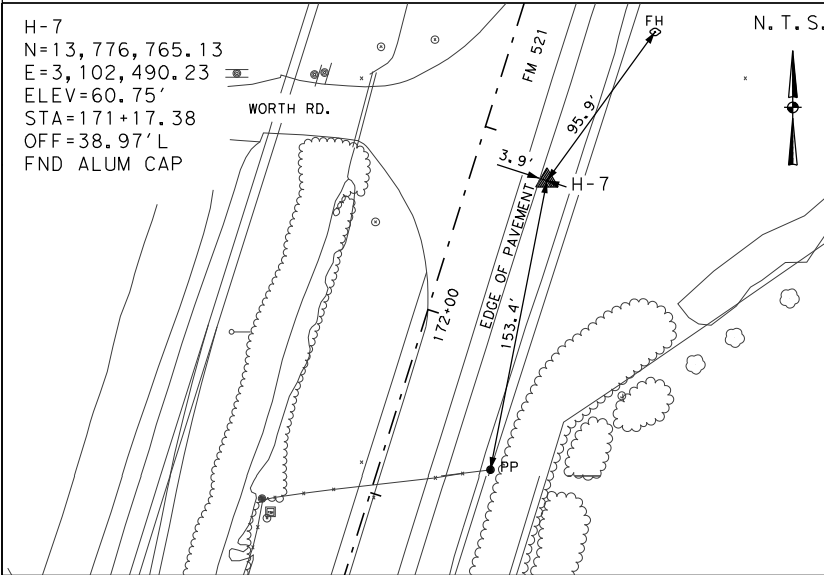 H-7
N=13,776,765.13
E=3,102,490.23
ELEV=60.75'
STA=171+17.38
OFF=38.97'L
FND ALUM CAP
WORTH RD.
FM 521
FH
N.T.S.
95.9'
3.9'
H-7
EDGE OF PAVEMENT
172+00
153.4'
PP